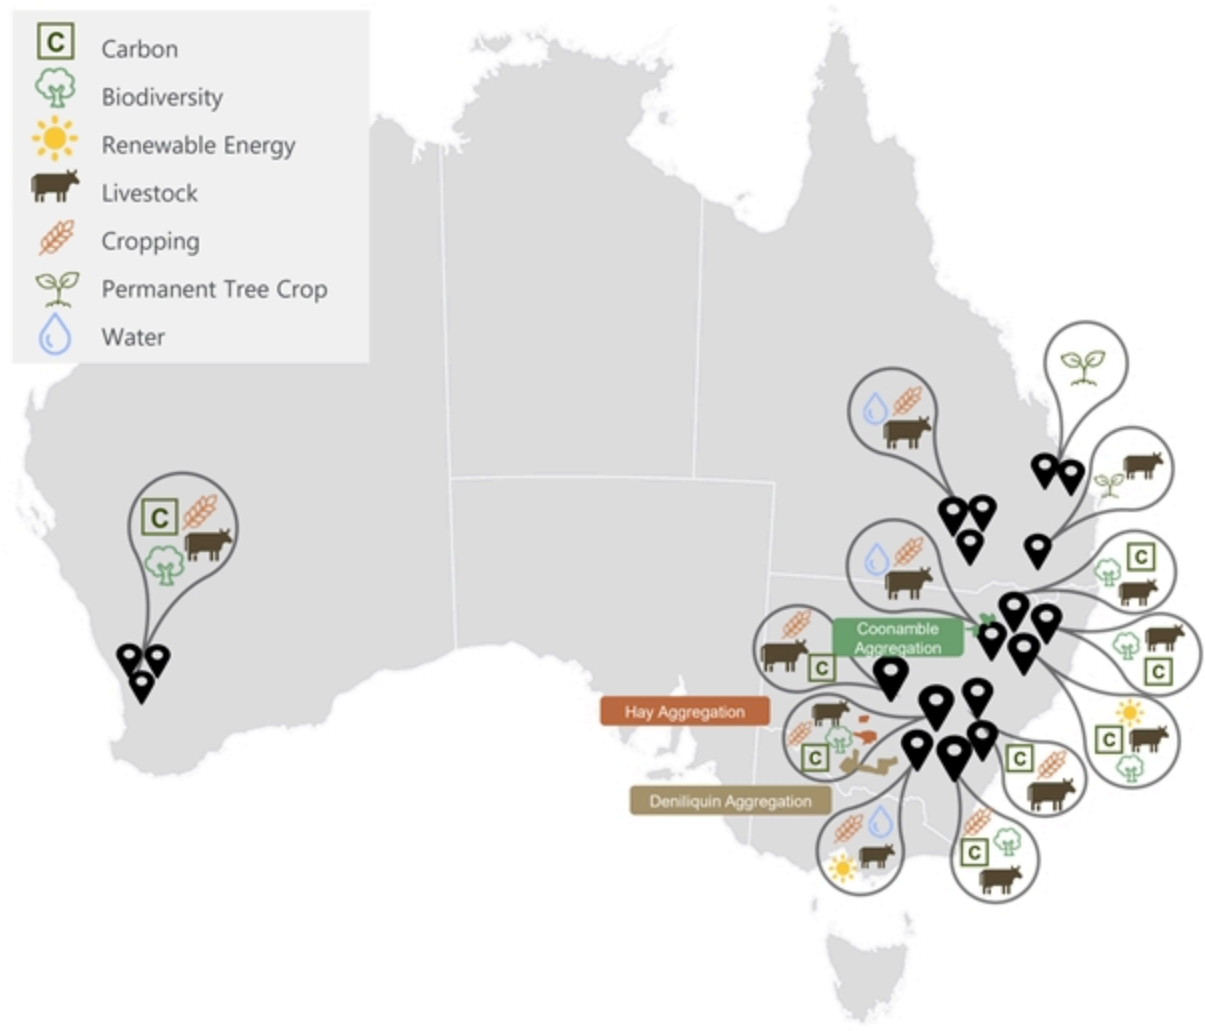 C Carbon
Biodiversity
Renewable Energy
Livestock
Cropping
Permanent Tree Crop
Water
C
C
C
Coonamble
Aggregation
C
Hay Aggregation
C
C
C
Deniliquin Aggregation
C